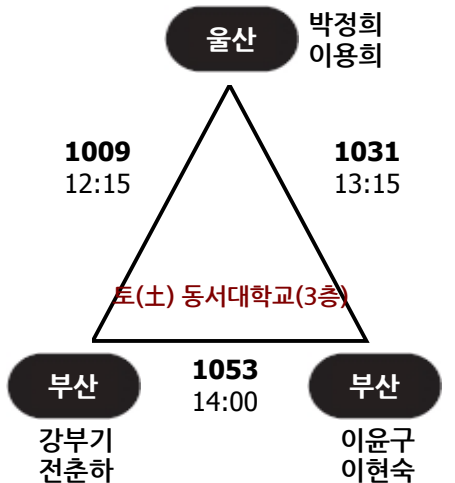 울산
박정희
이용희
1009
12:15
1031
13:15
토(土) 동서대학교(3층)
부산
1053
14:00
부산
강부기
전춘하
이윤구
이현숙